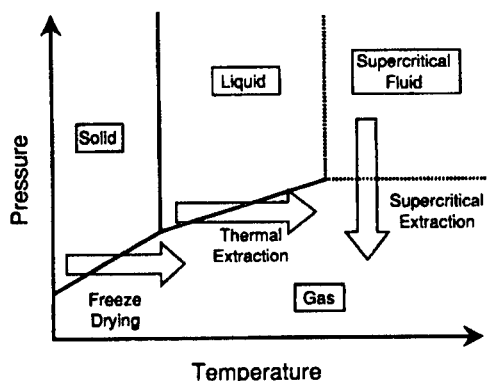 Pressure
Solid
Liquid
Supercritical
Fluid
Supercritical
Extraction
Thermal
Extraction
Freeze
Drying
Gas
Temperature